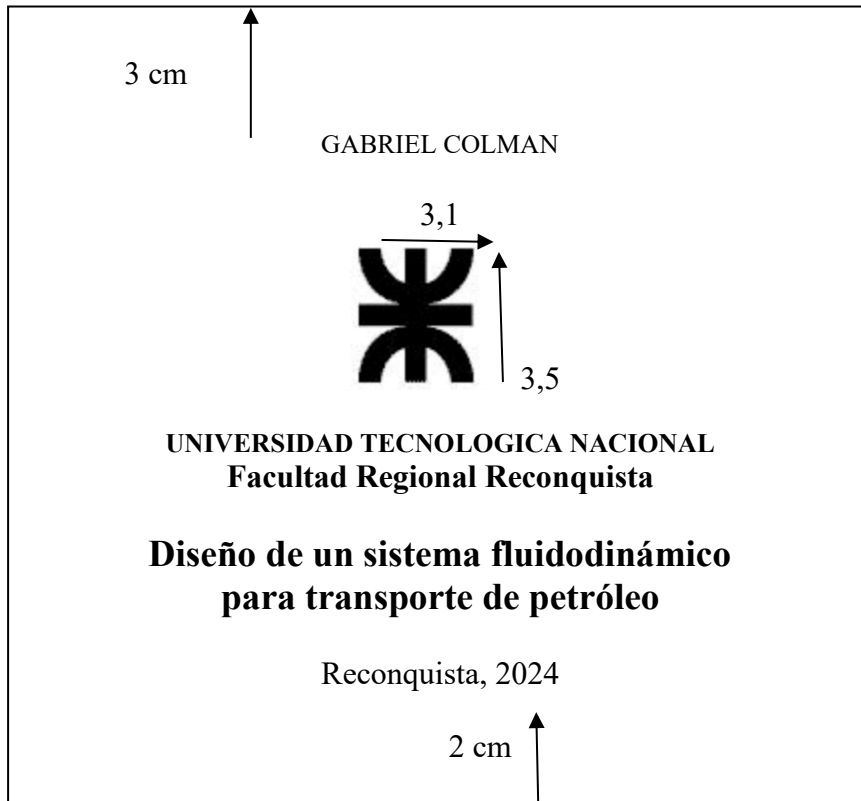 3 cm
GABRIEL COLMAN
3,1
3,5
UNIVERSIDAD TECNOLOGICA NACIONAL
Facultad Regional Reconquista
Diseño de un sistema fluidodinámico
para transporte de petróleo
Reconquista, 2024
2 cm